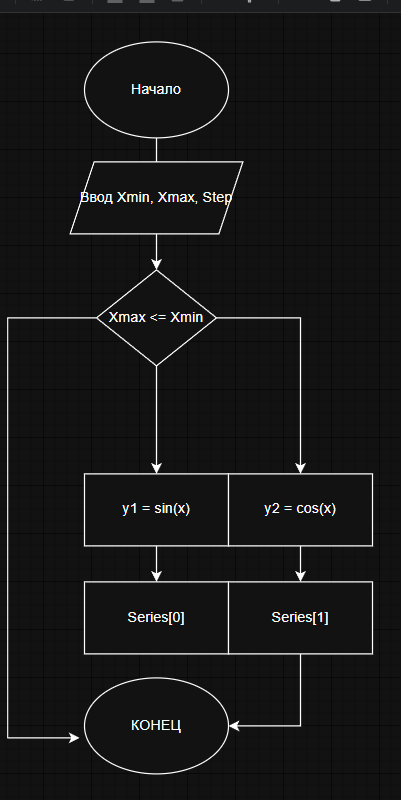 Начало
Ввод Xmin, Xmax, Step
Xmax <= Xmin
y1 = sin(x)
y2 = cos(x)
Series[0]
Series[1]
КОНЕЦ